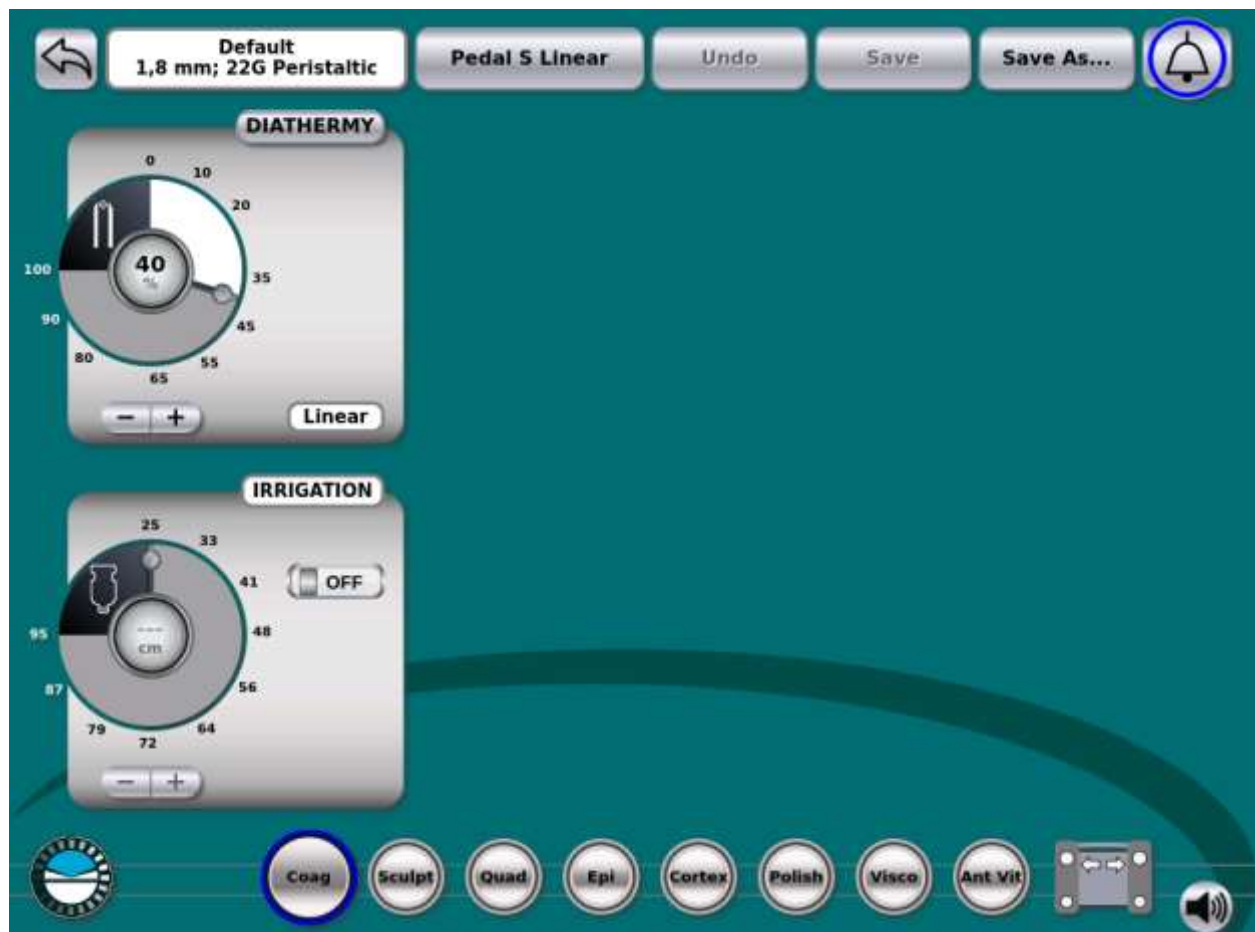 Default
1,8 mm; 22G Peristaltic
Pedal S Linear
Undo
Save
Save As...
DIATHERMY
0
10
20
35
45
55
65
80
90
100
40
%
- +
Linear
IRRIGATION
25
33
41
48
56
64
72
79
87
95
---
cm
OFF
- +
Coag
Sculpt
Quad
Epi
Cortex
Polish
Visco
Ant Vit